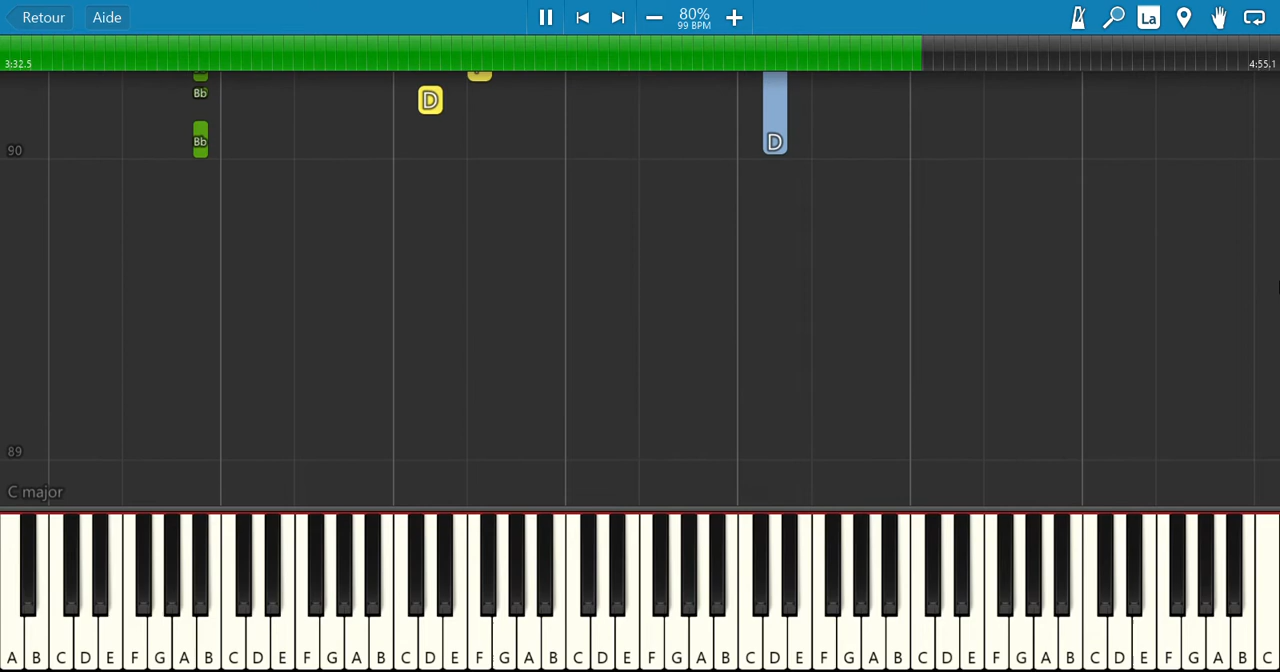 Retour Aide 80% La
99 BPM
3:32.5 4:55.1
Bb D
Bb D
90
89
C major
A B C D E F G A B C D E F G A B C D E F G A B C D E F G A B C D E F G A B C D E F G A B C D E F G A B C